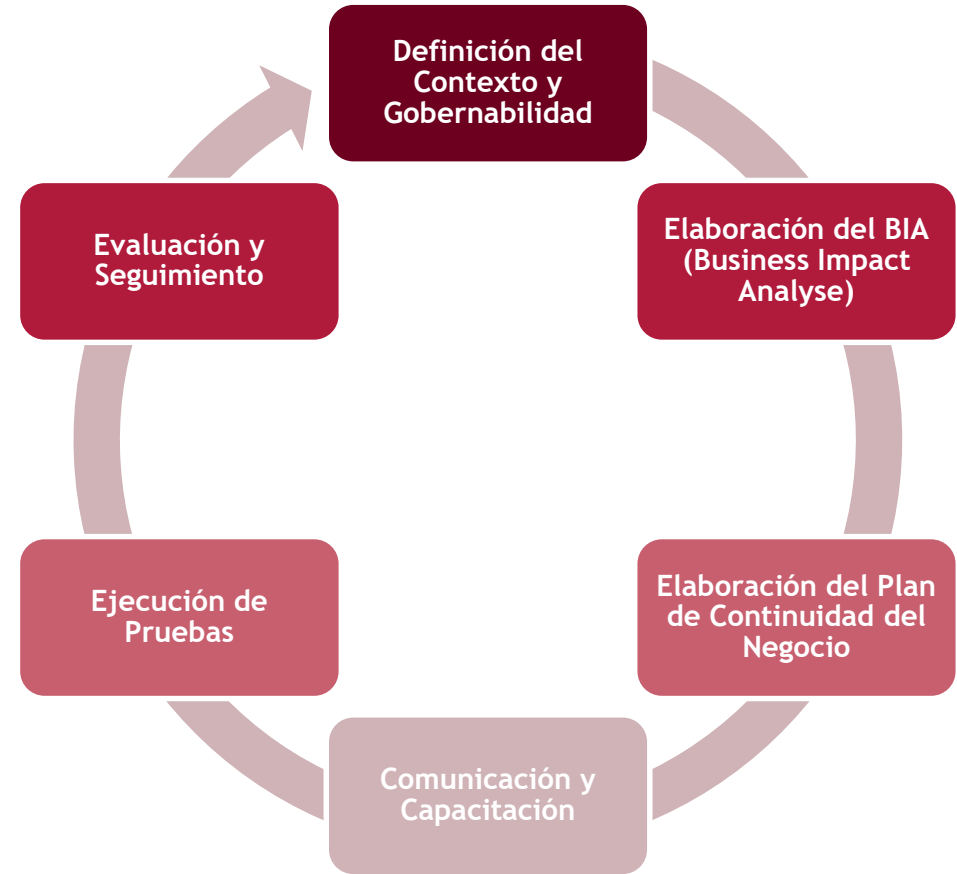 Definición del
Contexto y
Gobernabilidad
Elaboración del BIA
(Business Impact
Analyse)
Elaboración del Plan
de Continuidad del
Negocio
Comunicación y
Capacitación
Ejecución de
Pruebas
Evaluación y
Seguimiento